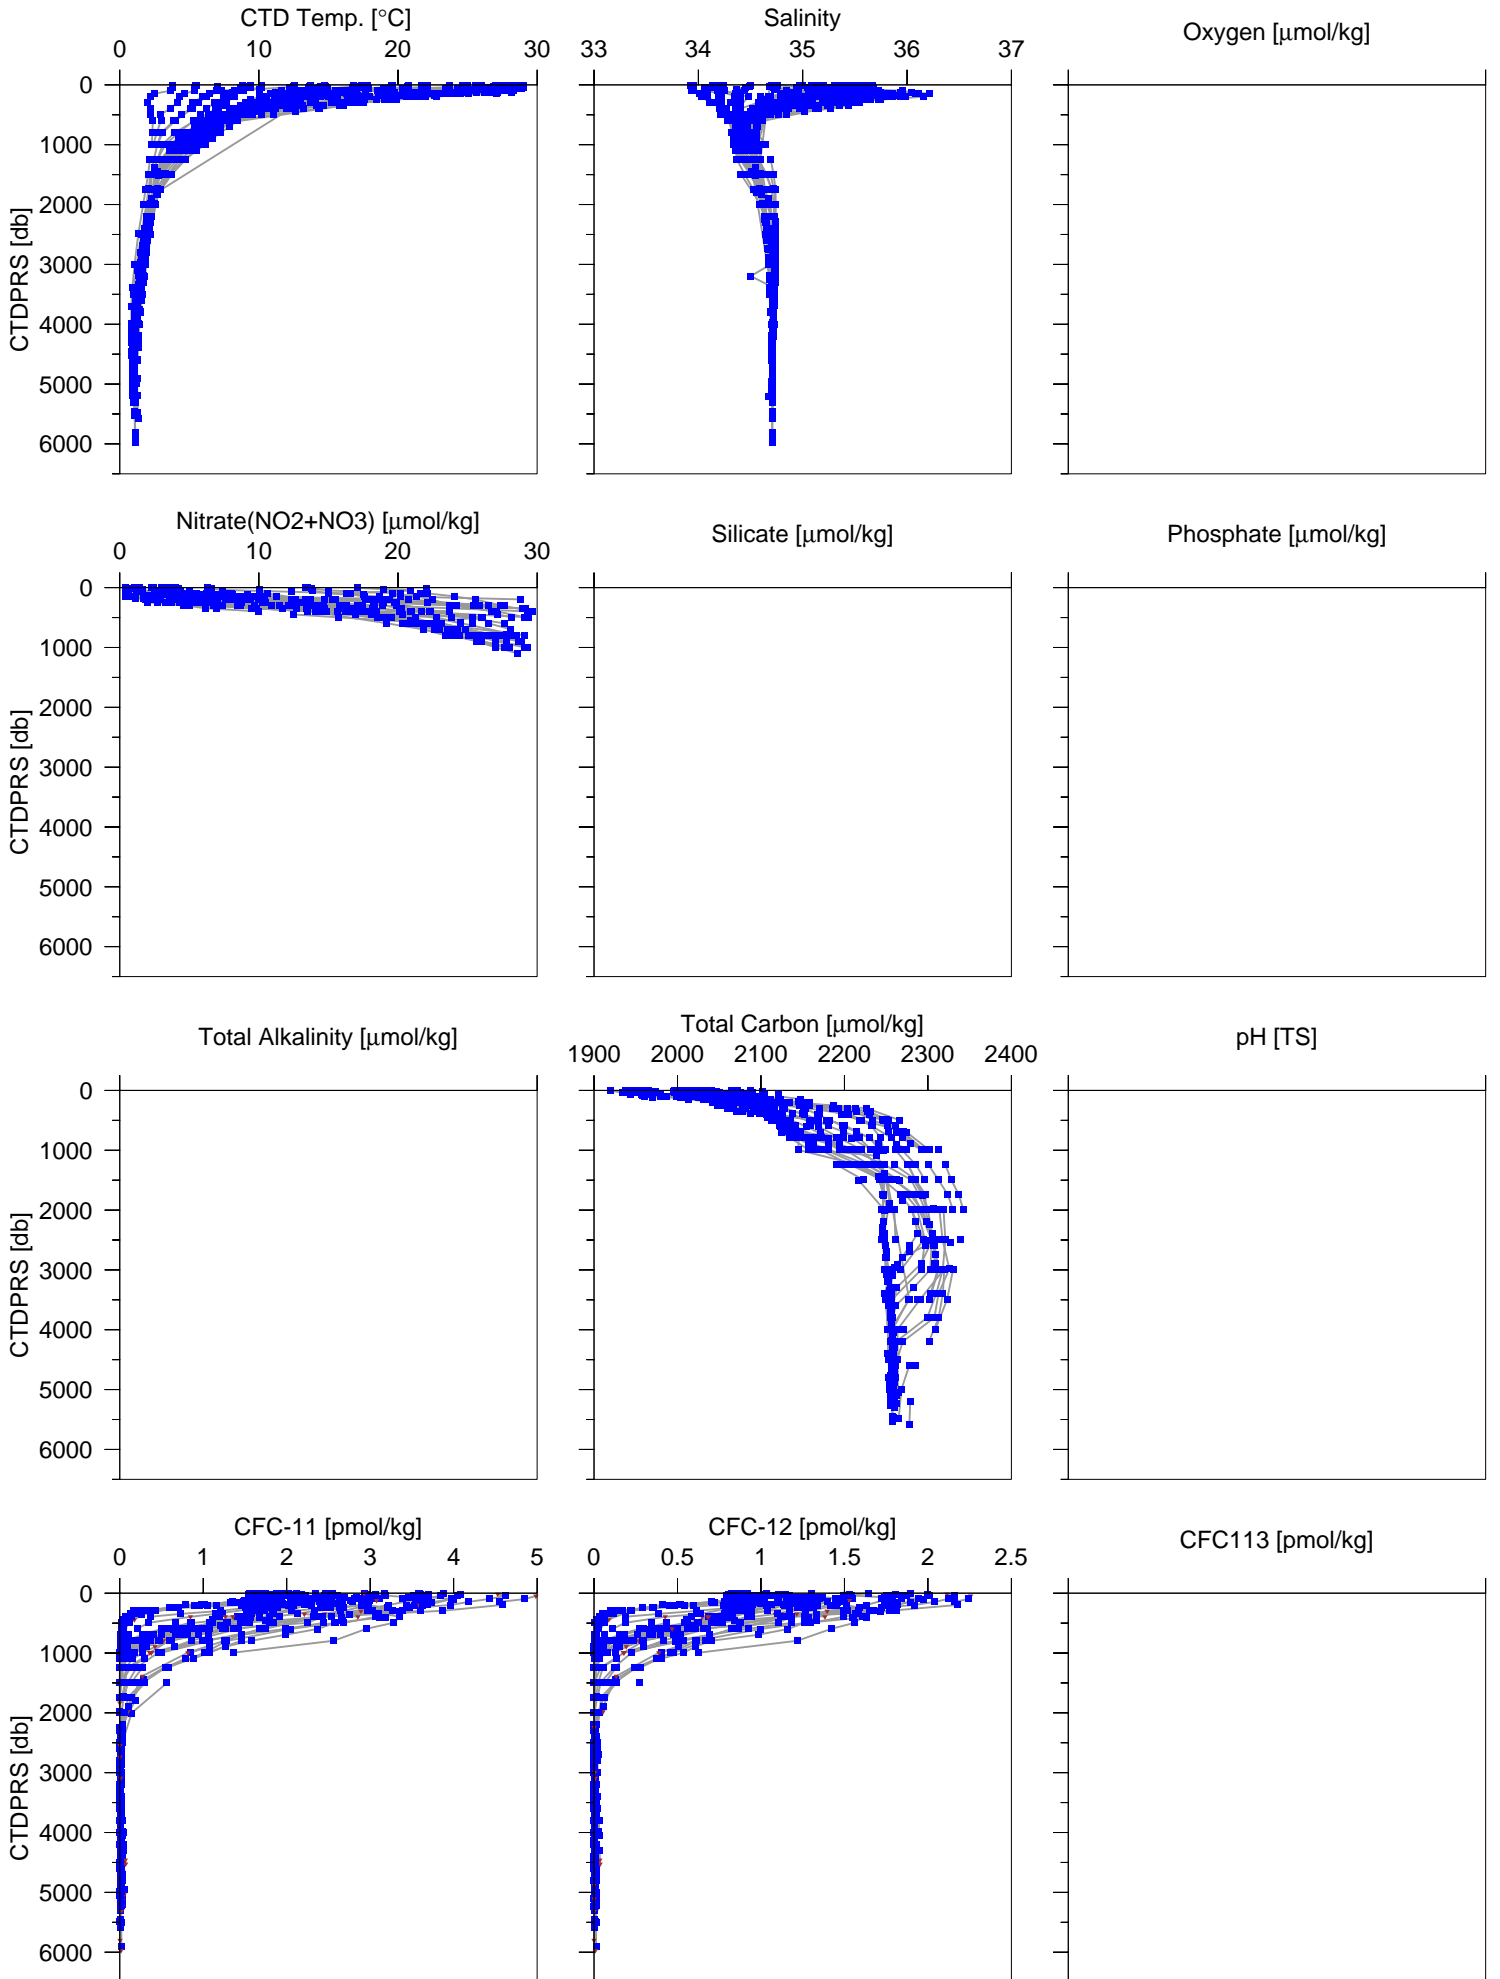 CTD Temp. [°C] Salinity Oxygen [μmol/kg]
0 10 20 30 33 34 35 36 37
0
1000
2000
3000
4000
5000
6000
CTDPRS [db]
Nitrate(NO2+NO3) [μmol/kg] Silicate [μmol/kg] Phosphate [μmol/kg]
0 10 20 30
0
1000
2000
3000
4000
5000
6000
CTDPRS [db]
Total Alkalinity [μmol/kg] Total Carbon [μmol/kg] pH [TS]
1900 2000 2100 2200 2300 2400
0
1000
2000
3000
4000
5000
6000
CTDPRS [db]
CFC-11 [pmol/kg] CFC-12 [pmol/kg] CFC113 [pmol/kg]
0 1 2 3 4 5 0 0.5 1 1.5 2 2.5
0
1000
2000
3000
4000
5000
6000
CTDPRS [db]